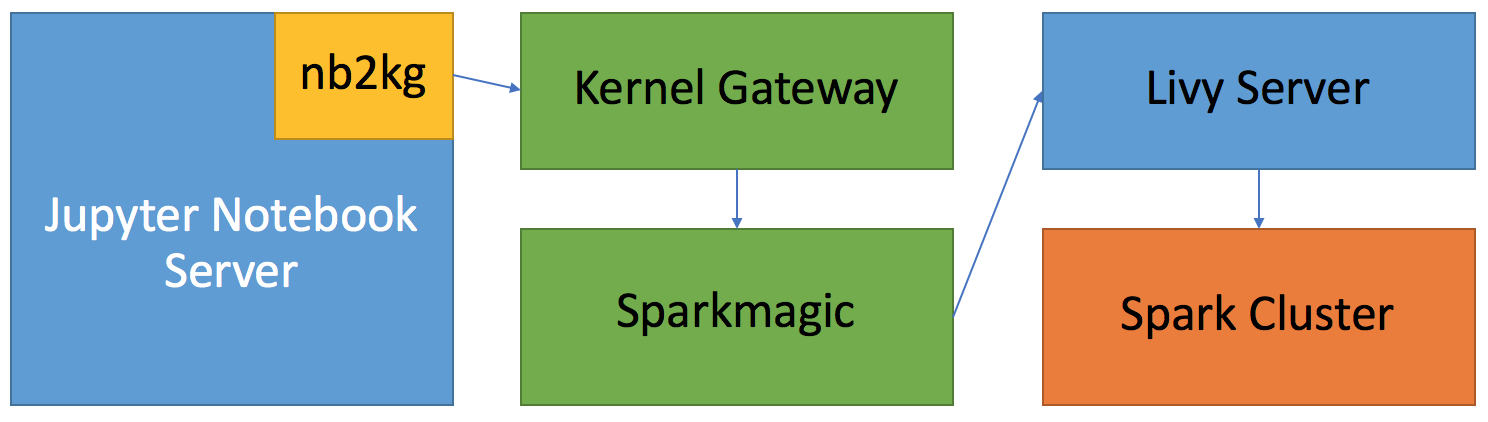 nb2kg
Jupyter Notebook
Server
Kernel Gateway
Sparkmagic
Livy Server
Spark Cluster